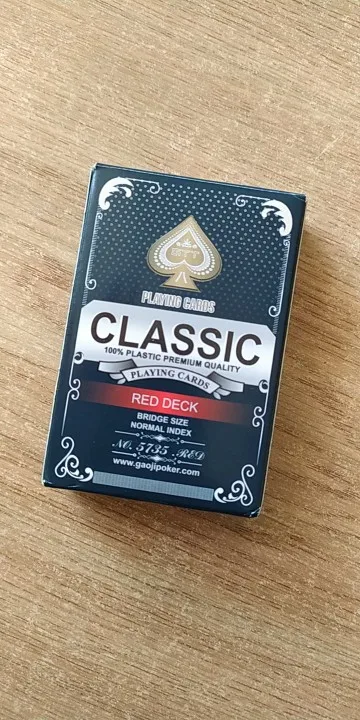 PLAYING CARDS
CLASSIC
100% PLASTIC PREMIUM QUALITY
PLAYING CARDS
RED DECK
BRIDGE SIZE
NORMAL INDEX
NO. 5735 .RED
www.gaojipoker.com